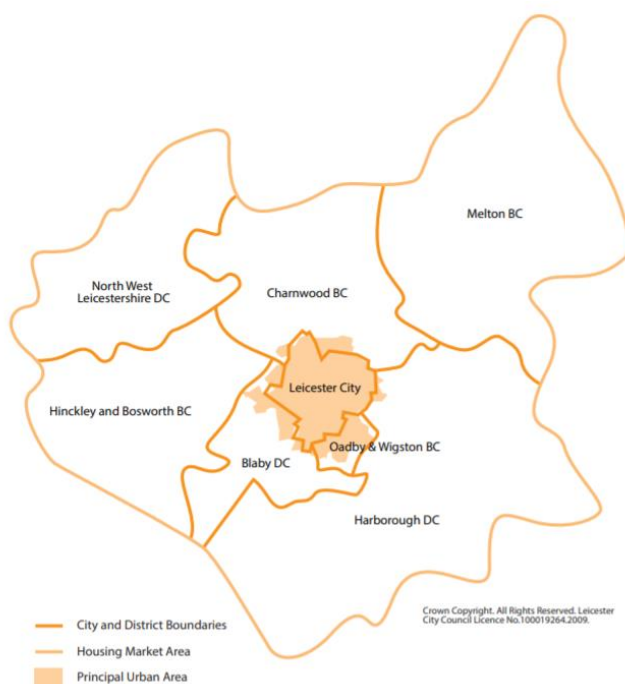 Melton BC
North West
Leicestershire DC
Charnwood BC
Leicester City
Hinckley and Bosworth BC
Oadby & Wigston BC
Blaby DC
Harborough DC
Crown Copyright. All Rights Reserved. Leicester
City Council Licence No.100019264.2009.
City and District Boundaries
Housing Market Area
Principal Urban Area